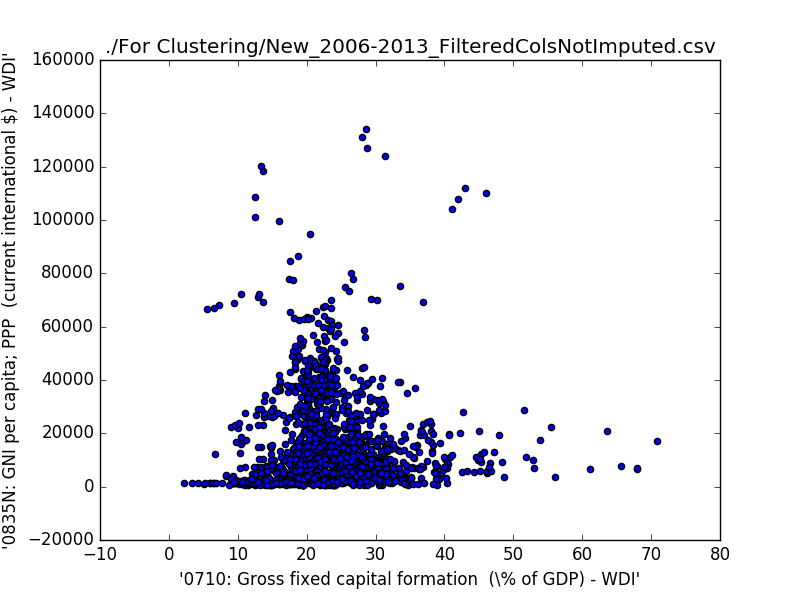 ./For Clustering/New_2006-2013_FilteredColsNotImputed.csv
160000
140000
120000
100000
80000
60000
40000
20000
0
−20000
'0835N: GNI per capita; PPP  (current international $) - WDI'
−10 0 10 20 30 40 50 60 70 80
'0710: Gross fixed capital formation  (\% of GDP) - WDI'